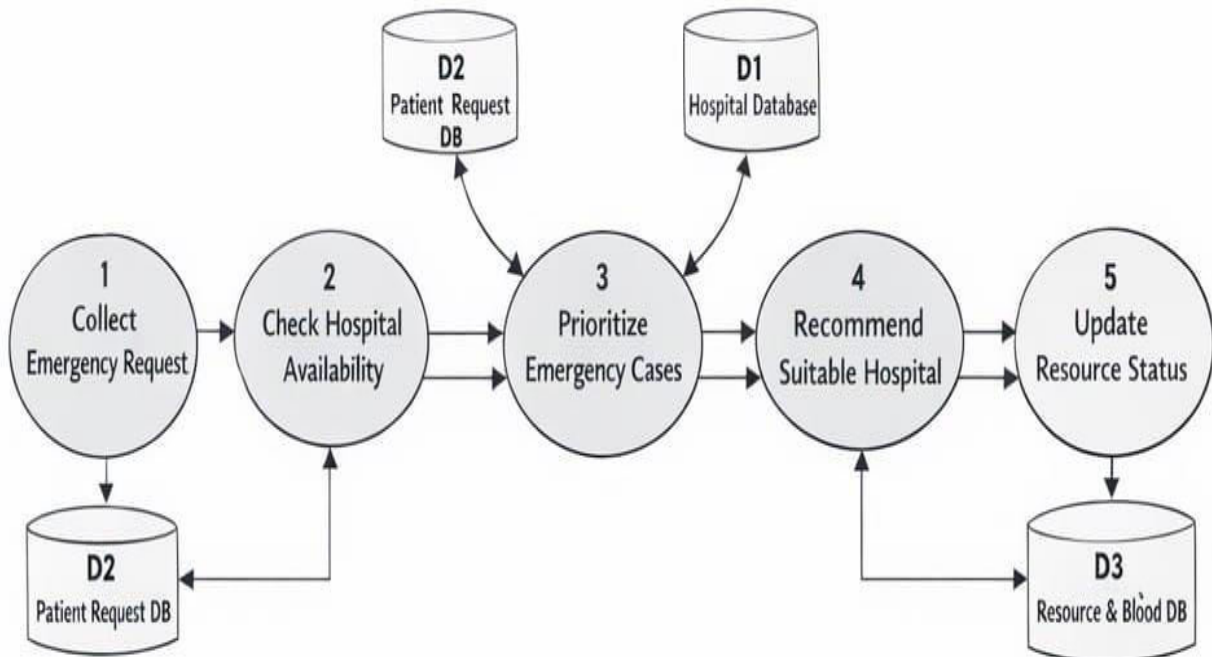 D2
Patient Request
DB
D1
Hospital Database
1
Collect
Emergency Request
2
Check Hospital
Availability
3
Prioritize
Emergency Cases
4
Recommend
Suitable Hospital
5
Update
Resource Status
D2
Patient Request DB
D3
Resource & Blood DB